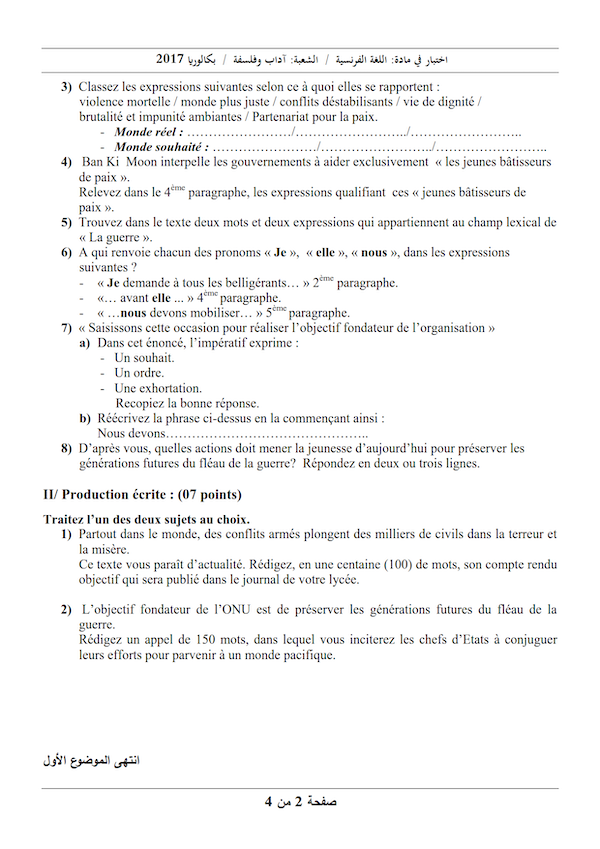 اختبار في مادة: اللغة الفرنسية / الشعبة: آداب وفلسفة / بكالوريا 2017
3) Classez les expressions suivantes selon ce à quoi elles se rapportent :
violence mortelle / monde plus juste / conflits déstabilisants / vie de dignité /
brutalité et impunité ambiantes / Partenariat pour la paix.
- Monde réel : ……………………/……………………../……………………..
- Monde souhaité : ……………………/……………………../……………………..
4) Ban Ki Moon interpelle les gouvernements à aider exclusivement « les jeunes bâtisseurs
de paix ».
Relevez dans le 4ème paragraphe, les expressions qualifiant ces « jeunes bâtisseurs de
paix ».
5) Trouvez dans le texte deux mots et deux expressions qui appartiennent au champ lexical de
« La guerre ».
6) A qui renvoie chacun des pronoms « Je », « elle », « nous », dans les expressions
suivantes ?
- « Je demande à tous les belligérants… » 2ème paragraphe.
- «… avant elle ... » 4ème paragraphe.
- « …nous devons mobiliser… » 5ème paragraphe.
7) « Saisissons cette occasion pour réaliser l’objectif fondateur de l’organisation »
a) Dans cet énoncé, l’impératif exprime :
- Un souhait.
- Un ordre.
- Une exhortation.
Recopiez la bonne réponse.
b) Réécrivez la phrase ci-dessus en la commençant ainsi :
Nous devons………………………………………..
8) D’après vous, quelles actions doit mener la jeunesse d’aujourd’hui pour préserver les
générations futures du fléau de la guerre? Répondez en deux ou trois lignes.
II/ Production écrite : (07 points)
Traitez l’un des deux sujets au choix.
1) Partout dans le monde, des conflits armés plongent des milliers de civils dans la terreur et
la misère.
Ce texte vous paraît d’actualité. Rédigez, en une centaine (100) de mots, son compte rendu
objectif qui sera publié dans le journal de votre lycée.
2) L’objectif fondateur de l’ONU est de préserver les générations futures du fléau de la
guerre.
Rédigez un appel de 150 mots, dans lequel vous inciterez les chefs d’Etats à conjuguer
leurs efforts pour parvenir à un monde pacifique.
انتهى الموضوع الأول
صفحة 2 من 4